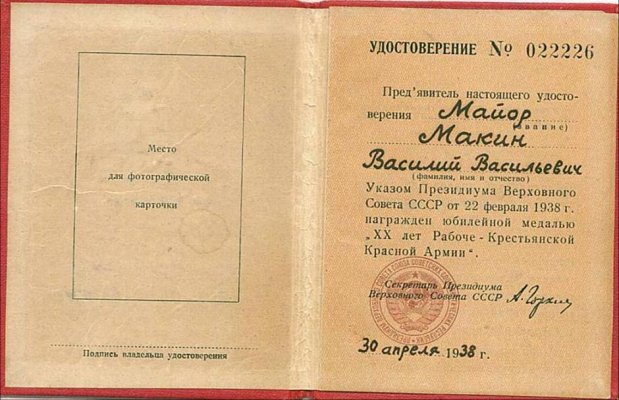 Место
для фотографической
карточки
Подпись владельца удостоверения
УДОСТОВЕРЕНИЕ № 022226
Пред'явитель настоящего удосто-
верения Майор
(звание)
Макин
Василий Васильевич
(фамилия, имя и отчество)
Указом Президиума Верховного
Совета СССР от 22 февраля 1938 г.
награжден юбилейной медалью
„XX лет Рабоче-Крестьянской
Красной Армии“.
Секретарь Президиума
Верховного Совета СССР А. Горкин
30 апреля 1938 г.